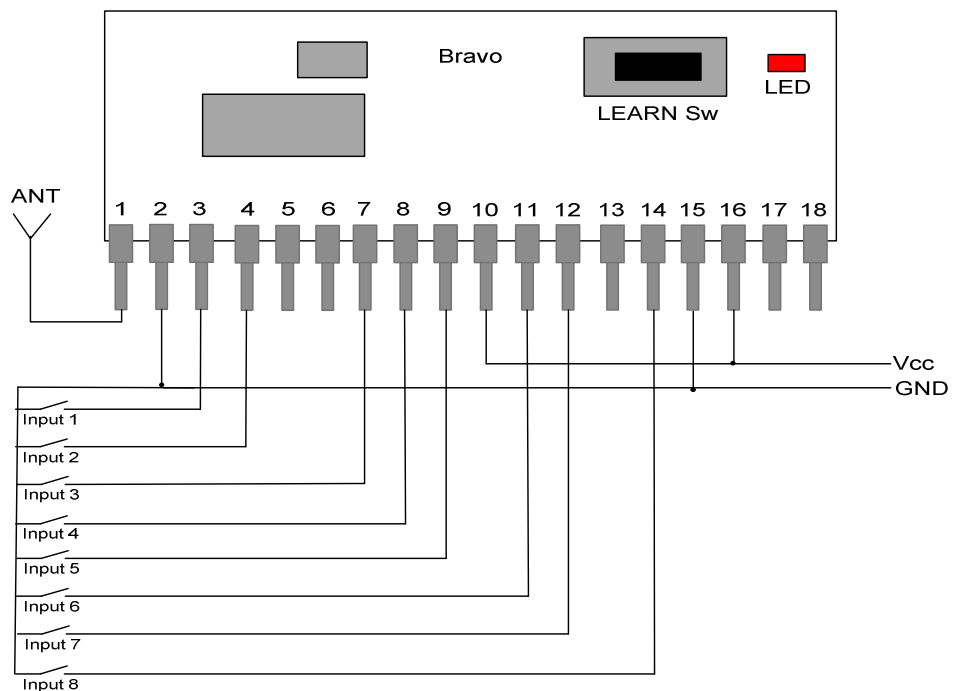 Bravo
LEARN Sw
LED
ANT
1 2 3 4 5 6 7 8 9 10 11 12 13 14 15 16 17 18
Vcc
GND
Input 1
Input 2
Input 3
Input 4
Input 5
Input 6
Input 7
Input 8